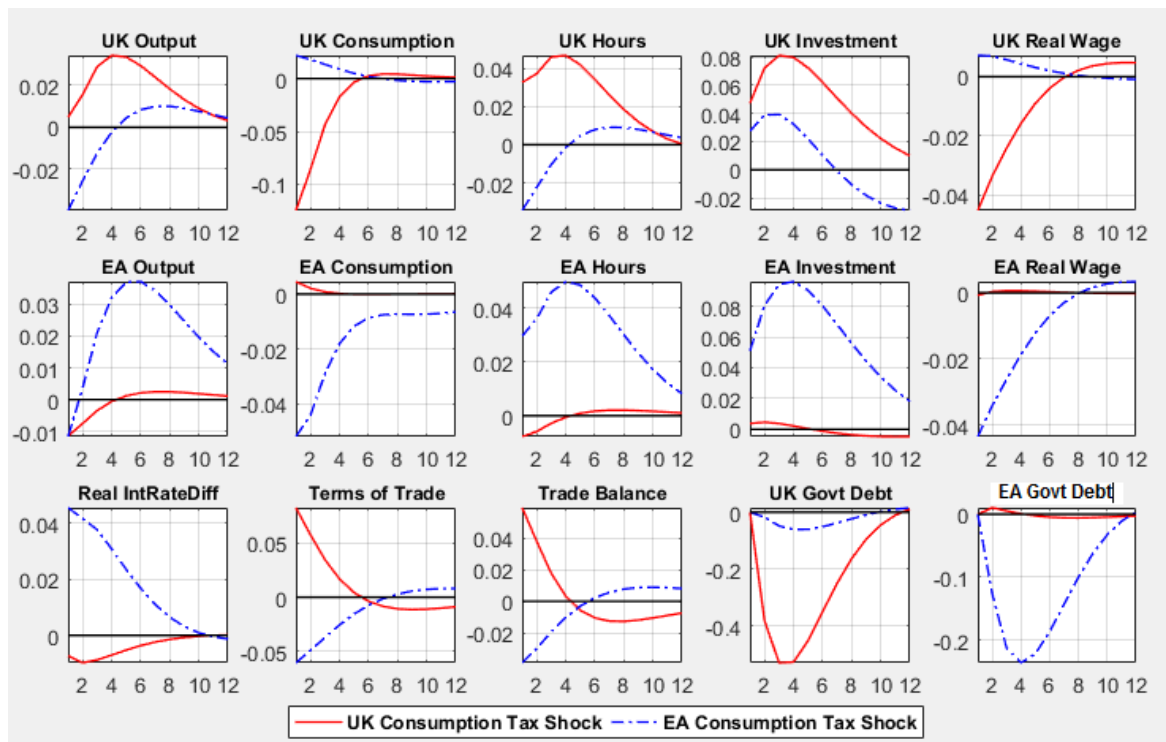 UK Output UK Consumption UK Hours UK Investment UK Real Wage
0.02
0
-0.02
2 4 6 8 10 12
0
-0.05
-0.1
2 4 6 8 10 12
0.04
0.02
0
-0.02
2 4 6 8 10 12
0.08
0.06
0.04
0.02
0
-0.02
2 4 6 8 10 12
0
-0.02
-0.04
2 4 6 8 10 12
EA Output EA Consumption EA Hours EA Investment EA Real Wage
0.03
0.02
0.01
0
-0.01
2 4 6 8 10 12
0
-0.02
-0.04
2 4 6 8 10 12
0.04
0.02
0
2 4 6 8 10 12
0.08
0.06
0.04
0.02
0
2 4 6 8 10 12
0
-0.02
-0.04
2 4 6 8 10 12
Real IntRateDiff Terms of Trade Trade Balance UK Govt Debt EA Govt Debt
0.04
0.02
0
2 4 6 8 10 12
0.05
0
-0.05
2 4 6 8 10 12
0.04
0.02
0
-0.02
2 4 6 8 10 12
0
-0.2
-0.4
2 4 6 8 10 12
0
-0.1
-0.2
2 4 6 8 10 12
UK Consumption Tax Shock EA Consumption Tax Shock